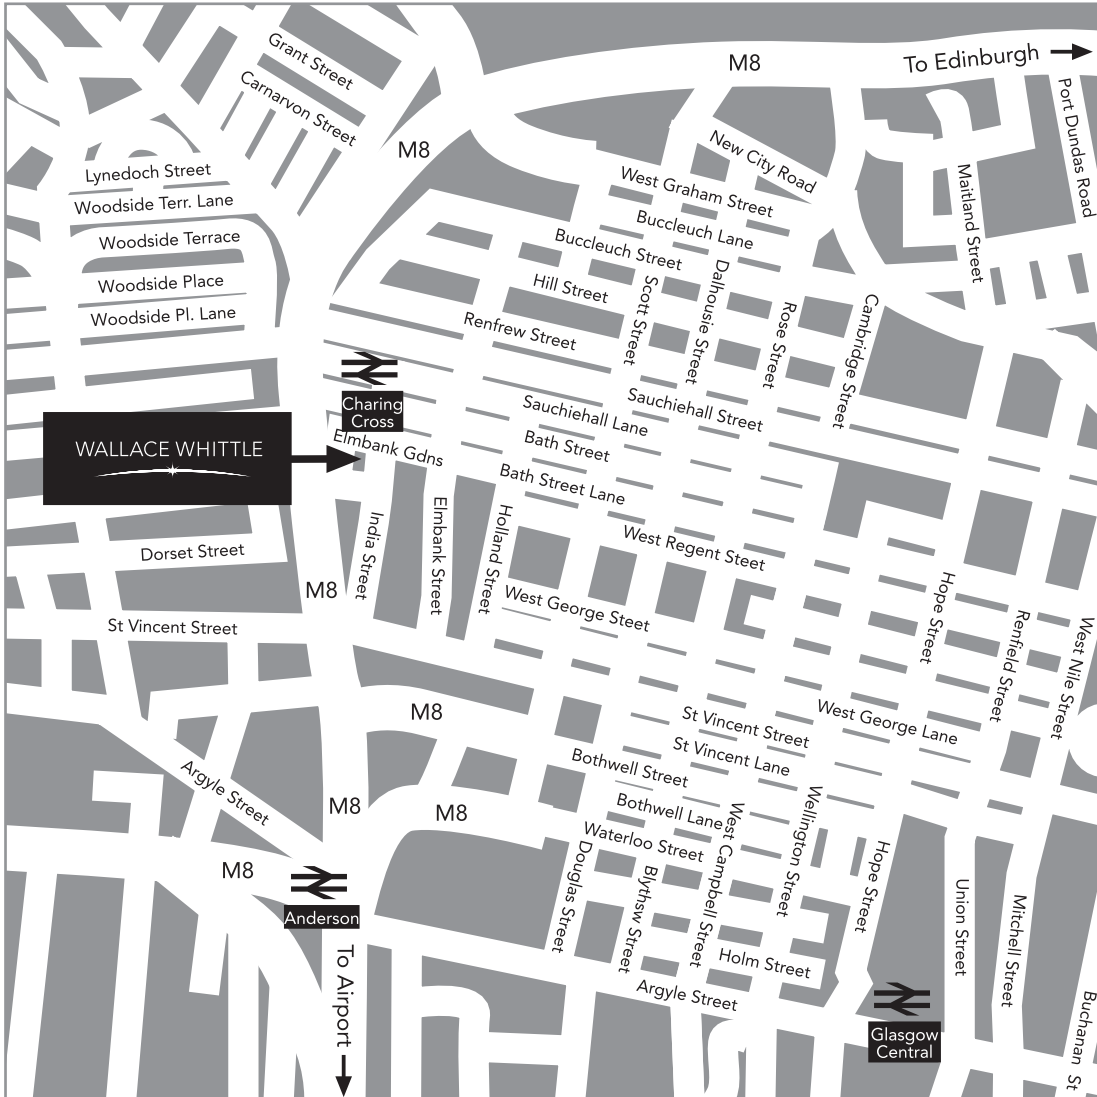 M8
To Edinburgh
Grant Street
Carnarvon Street
M8
Port Dundas Road
New City Road
Lynedoch Street
West Graham Street
Maitland Street
Woodside Terr. Lane
Buccleuch Lane
Woodside Terrace
Buccleuch Street
Woodside Place
Hill Street
Scott Street
Dalhousie Street
Rose Street
Cambridge Street
Woodside Pl. Lane
Renfrew Street
Charing
Cross
Sauchiehall Street
Sauchiehall Lane
WALLACE WHITTLE
Elmbank Gdns
Bath Street
Bath Street Lane
Elmbank Street
Holland Street
India Street
Dorset Street
West Regent Steet
M8
West George Steet
Hope Street
Renfield Street
West Nile Street
St Vincent Street
M8
St Vincent Street
West George Lane
St Vincent Lane
Bothwell Street
Argyle Street
M8
M8
Bothwell Lane
West Campbell Street
Wellington Street
Waterloo Street
Douglas Street
Blythsw Street
Hope Street
M8
Anderson
Union Street
Mitchell Street
Holm Street
To Airport
Argyle Street
Glasgow
Central
Buchanan St